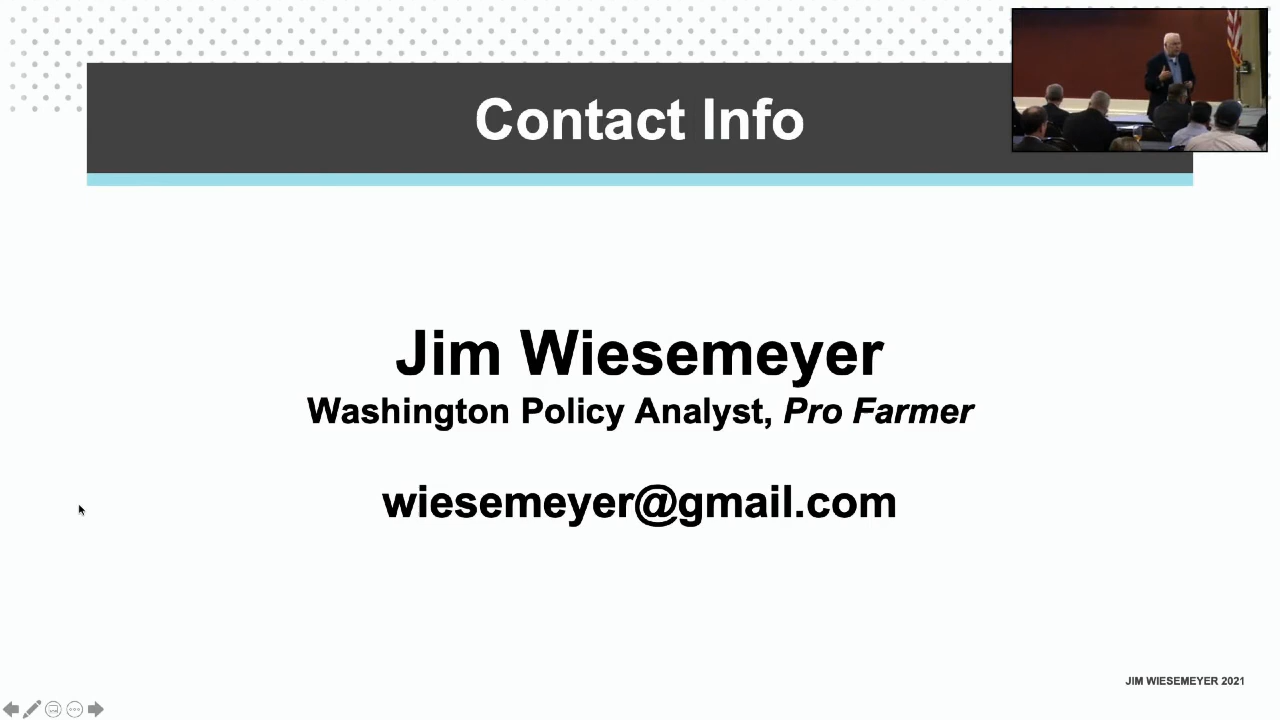 Contact Info
Jim Wiesemeyer
Washington Policy Analyst, Pro Farmer
wiesemeyer@gmail.com
JIM WIESEMEYER 2021